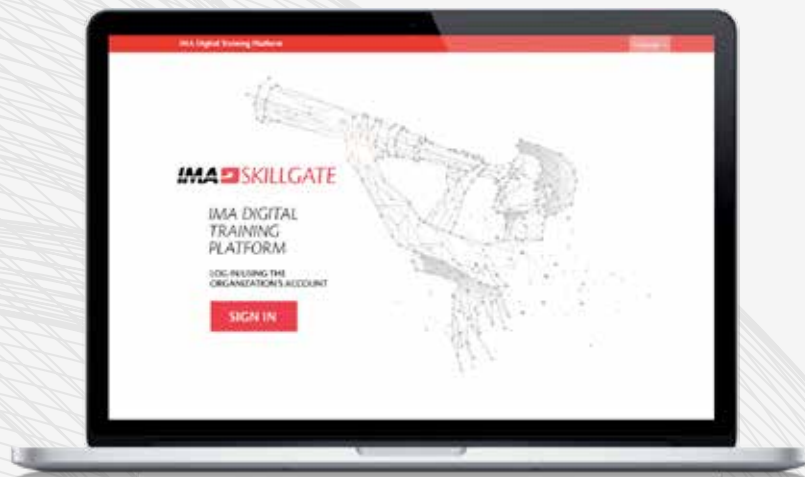 IMA Digital Training Platform
IMA SKILLGATE
IMA DIGITAL
TRAINING
PLATFORM
LOG IN USING THE
ORGANIZATION'S ACCOUNT
SIGN IN